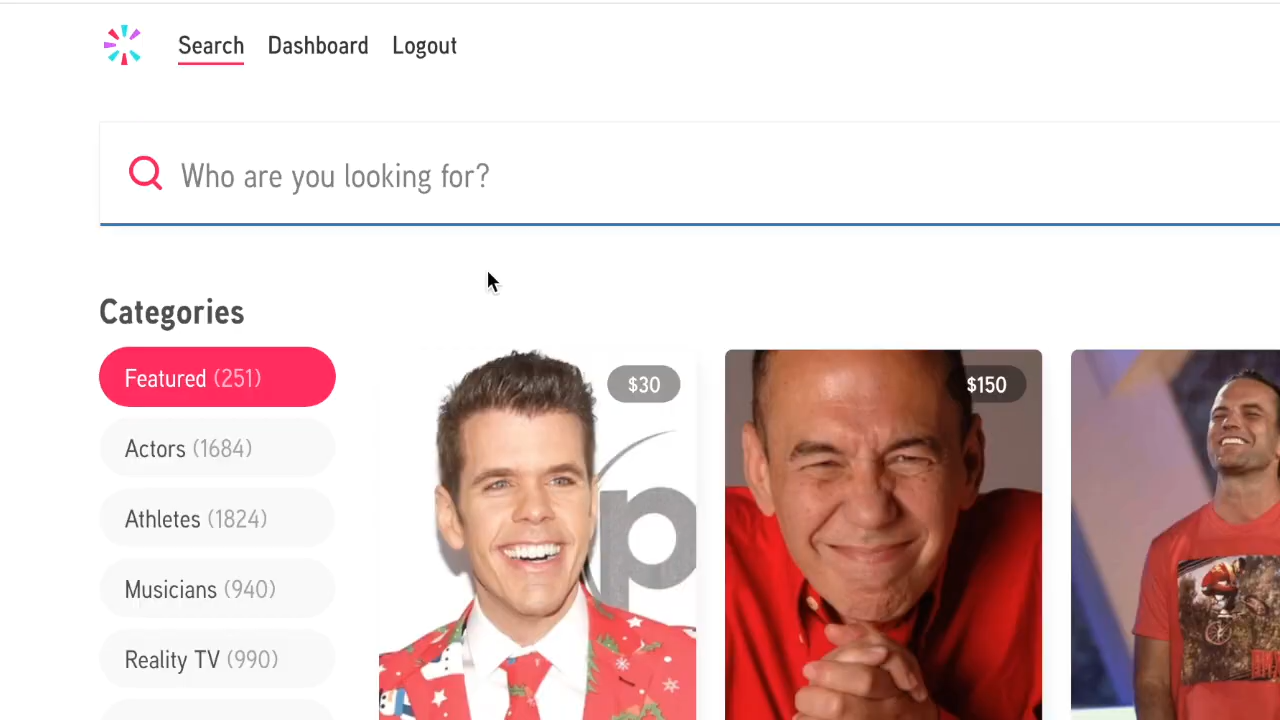 Search Dashboard Logout
Who are you looking for?
Categories
Featured (251)
$30
$150
Actors (1684)
Athletes (1824)
Musicians (940)
Reality TV (990)
p